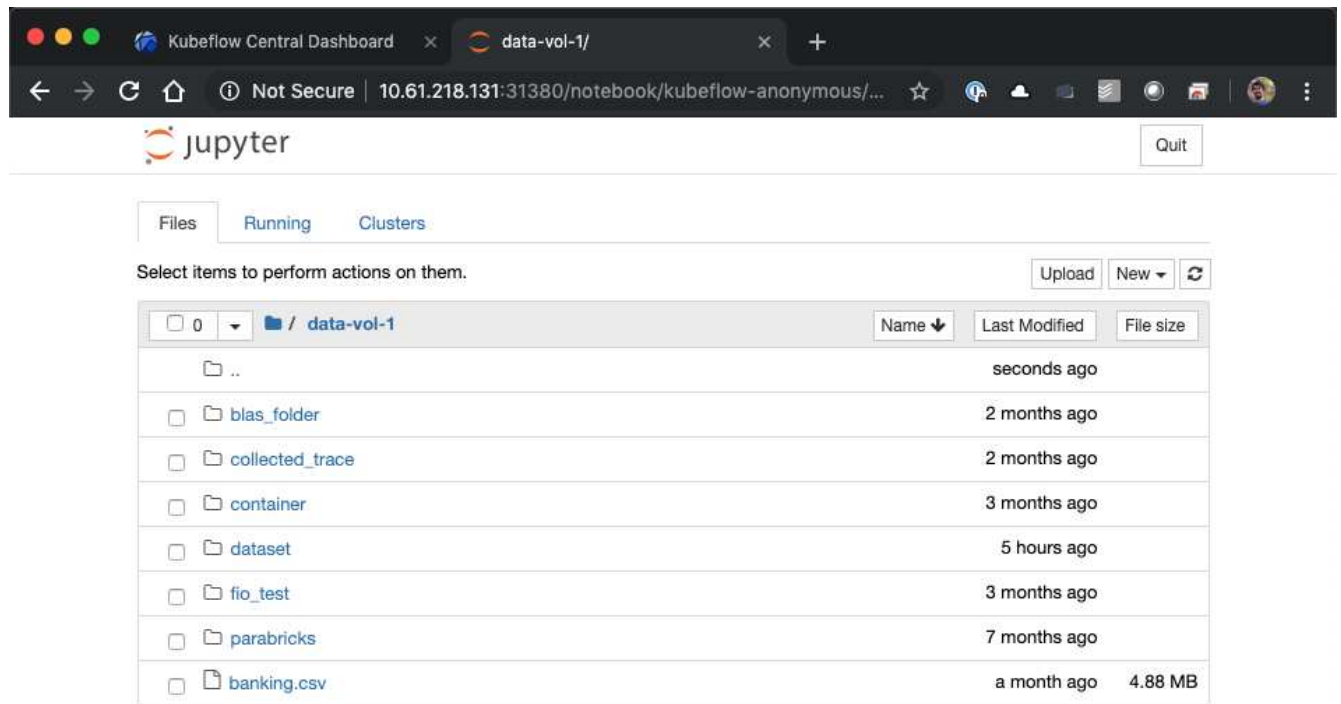 Kubeflow Central Dashboard data-vol-1/
Not Secure 10.61.218.131:31380/notebook/kubeflow-anonymous/...
jupyter Quit
Files Running Clusters
Select items to perform actions on them. Upload New
0 / data-vol-1 Name Last Modified File size
.. seconds ago
blas_folder 2 months ago
collected_trace 2 months ago
container 3 months ago
dataset 5 hours ago
fio_test 3 months ago
parabricks 7 months ago
banking.csv a month ago 4.88 MB